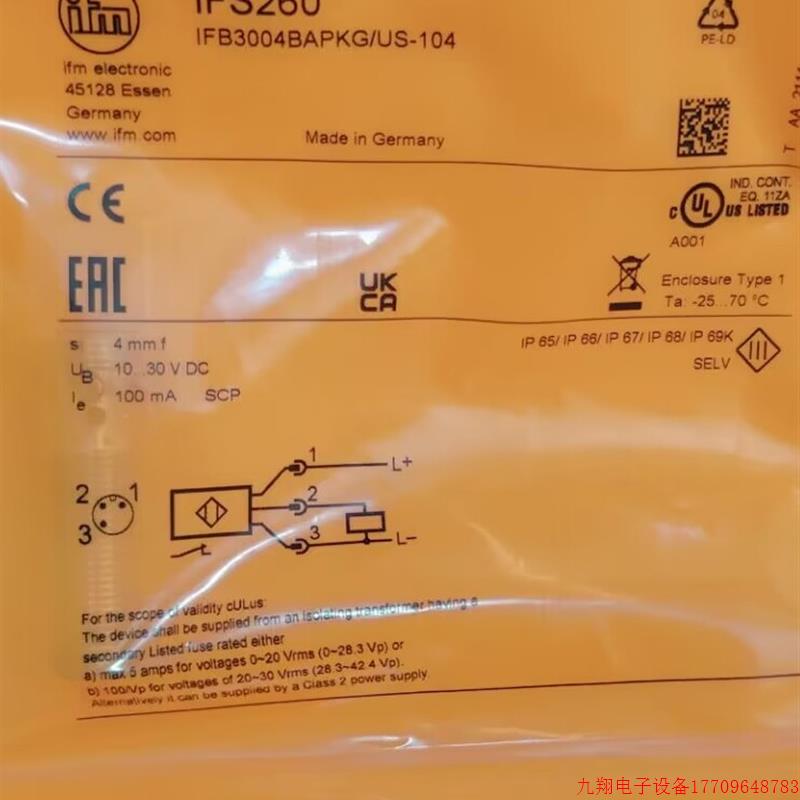 ifm
IFS260
IFB3004BAPKG/US-104
ifm electronic
45128 Essen
Germany
www.ifm.com
Made in Germany
04
PE-LD
T AA 2111
CE
IND. CONT.
EQ. 11ZA
c UL US LISTED
A001
EAC
UK
CA
Enclosure Type 1
Ta: -25...70 °C
s 4 mm f
UB 10...30 V DC
Ie 100 mA SCP
IP 65/ IP 66/ IP 67/ IP 68/ IP 69K
SELV
III
2 1
3
1 L+
2
3 L-
For the scope of validity cULus:
The device shall be supplied from an isolating transformer having a
secondary Listed fuse rated either
a) max 5 amps for voltages 0~20 Vrms (0~28.3 Vp) or
b) 100/Vp for voltages of 20~30 Vrms (28.3~42.4 Vp).
Alternatively it can be supplied by a Class 2 power supply.
九翔电子设备17709648783